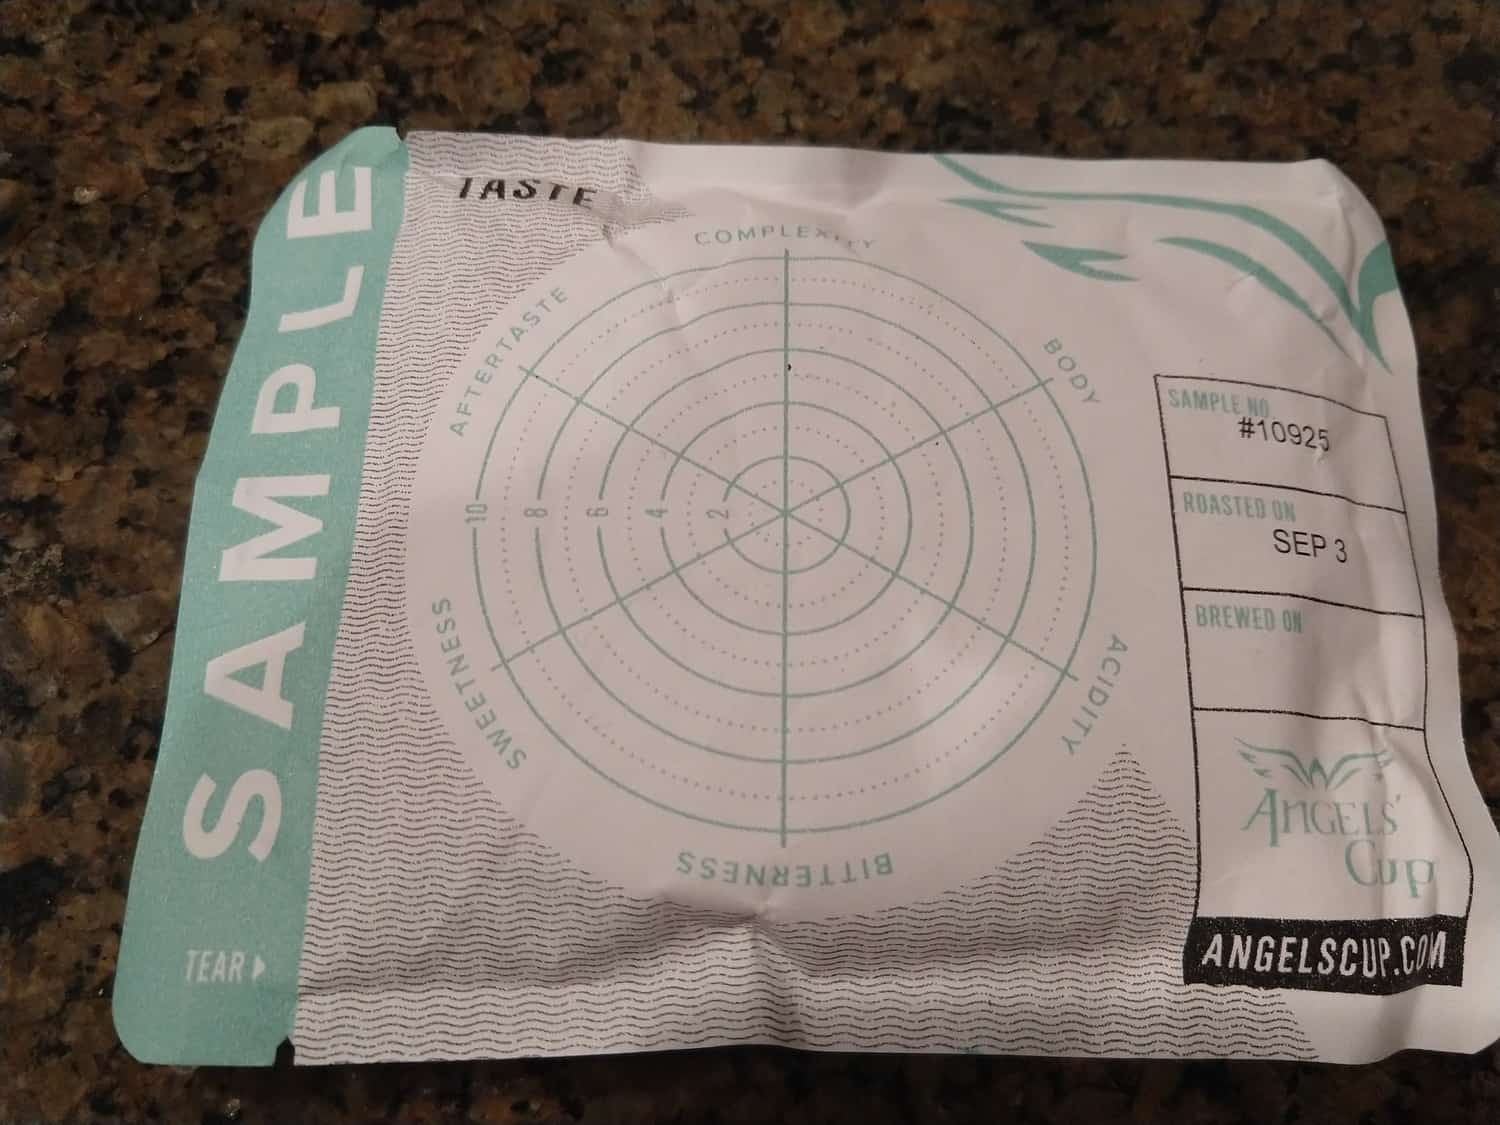 SAMPLE
TEAR
TASTE
COMPLEXITY
BODY
ACIDITY
BITTERNESS
SWEETNESS
AFTERTASTE
10 8 6 4 2
SAMPLE NO.
#10925
ROASTED ON
SEP 3
BREWED ON
ANGELS'
CUP
ANGELSCUP.COM